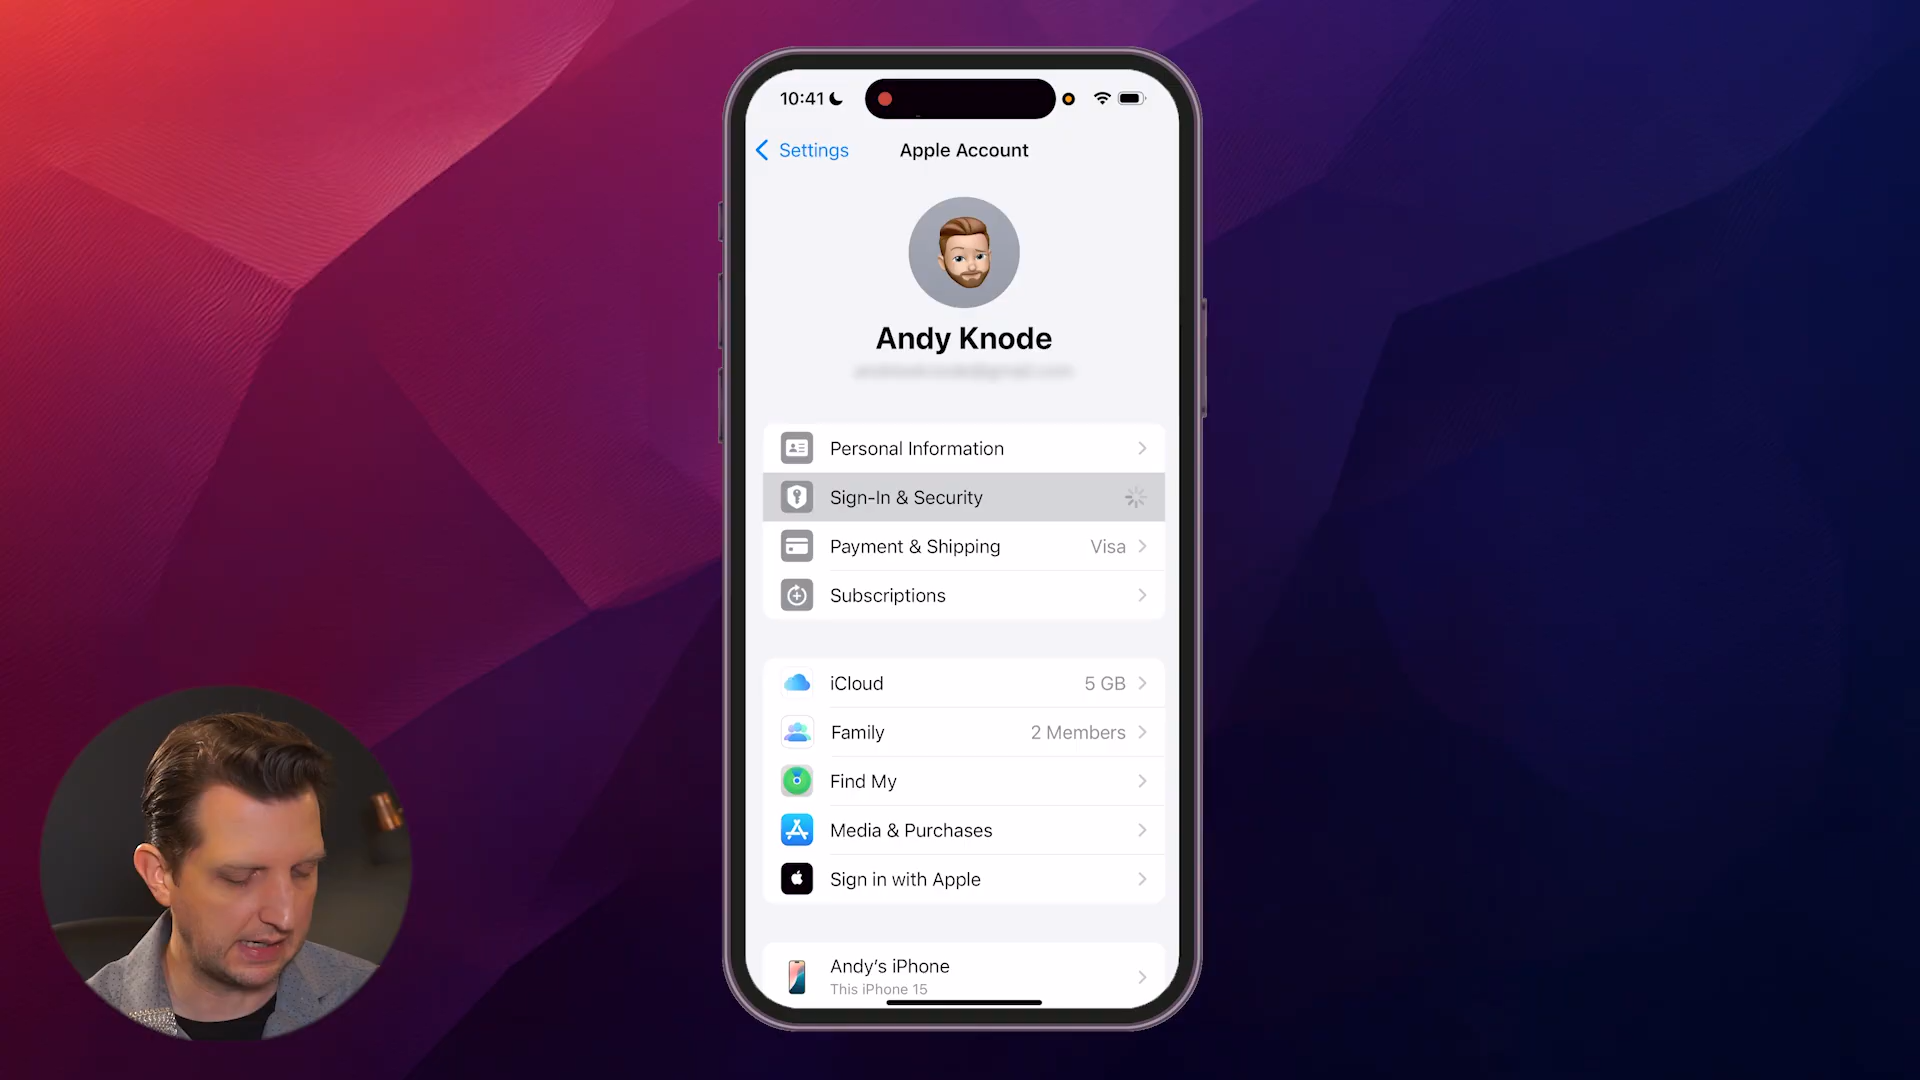 10:41
Settings
Apple Account
Andy Knode
Personal Information
Sign-In & Security
Payment & Shipping
Visa
Subscriptions
iCloud
5 GB
Family
2 Members
Find My
Media & Purchases
Sign in with Apple
Andy’s iPhone
This iPhone 15